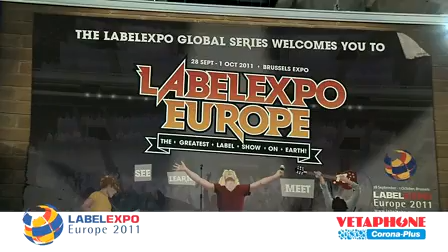 THE LABELEXPO GLOBAL SERIES WELCOMES YOU TO
28 SEPT - 1 OCT 2011 • BRUSSELS EXPO
LABELEXPO
EUROPE
THE • GREATEST • LABEL • SHOW • ON • EARTH!
SEE
LEARN
MEET
LABEL
Europe 2011
LABELEXPO
Europe 2011
VETAPHONE
Corona-Plus